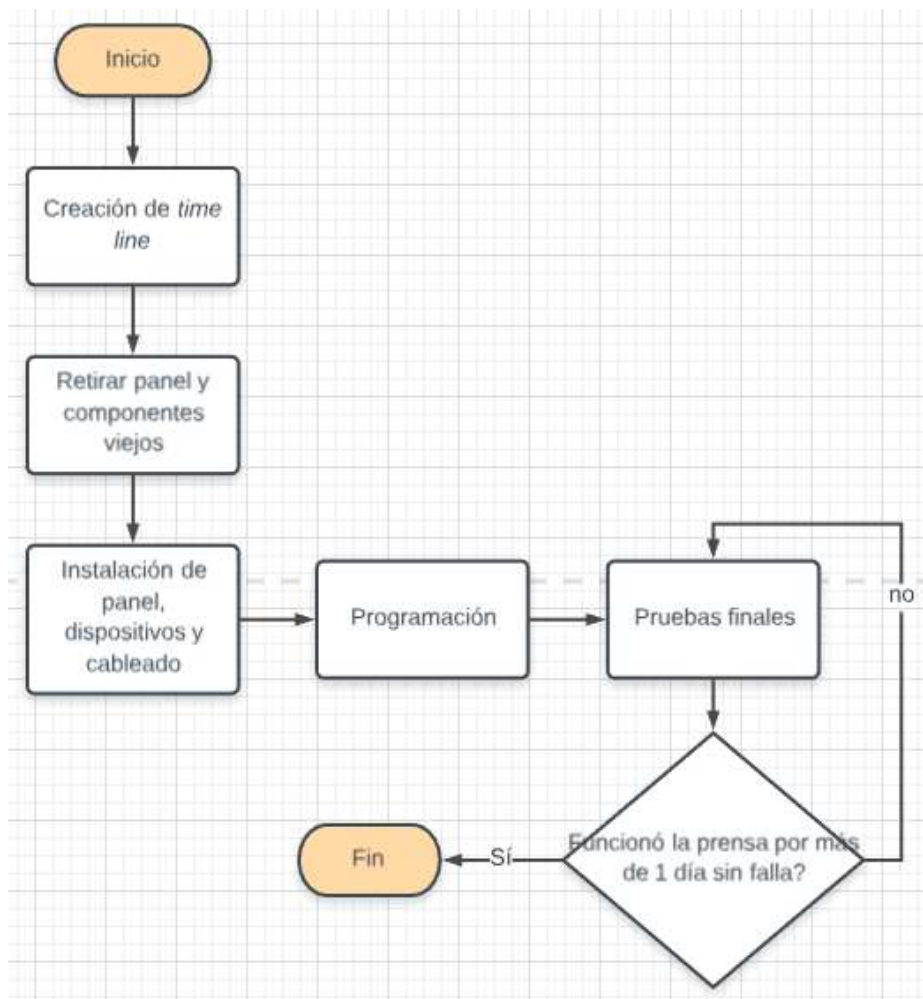 Inicio
Creación de time
line
Retirar panel y
componentes
viejos
Instalación de
panel,
dispositivos y
cableado
Programación
Pruebas finales
no
Funcionó la prensa por más
de 1 día sin falla?
Sí
Fin